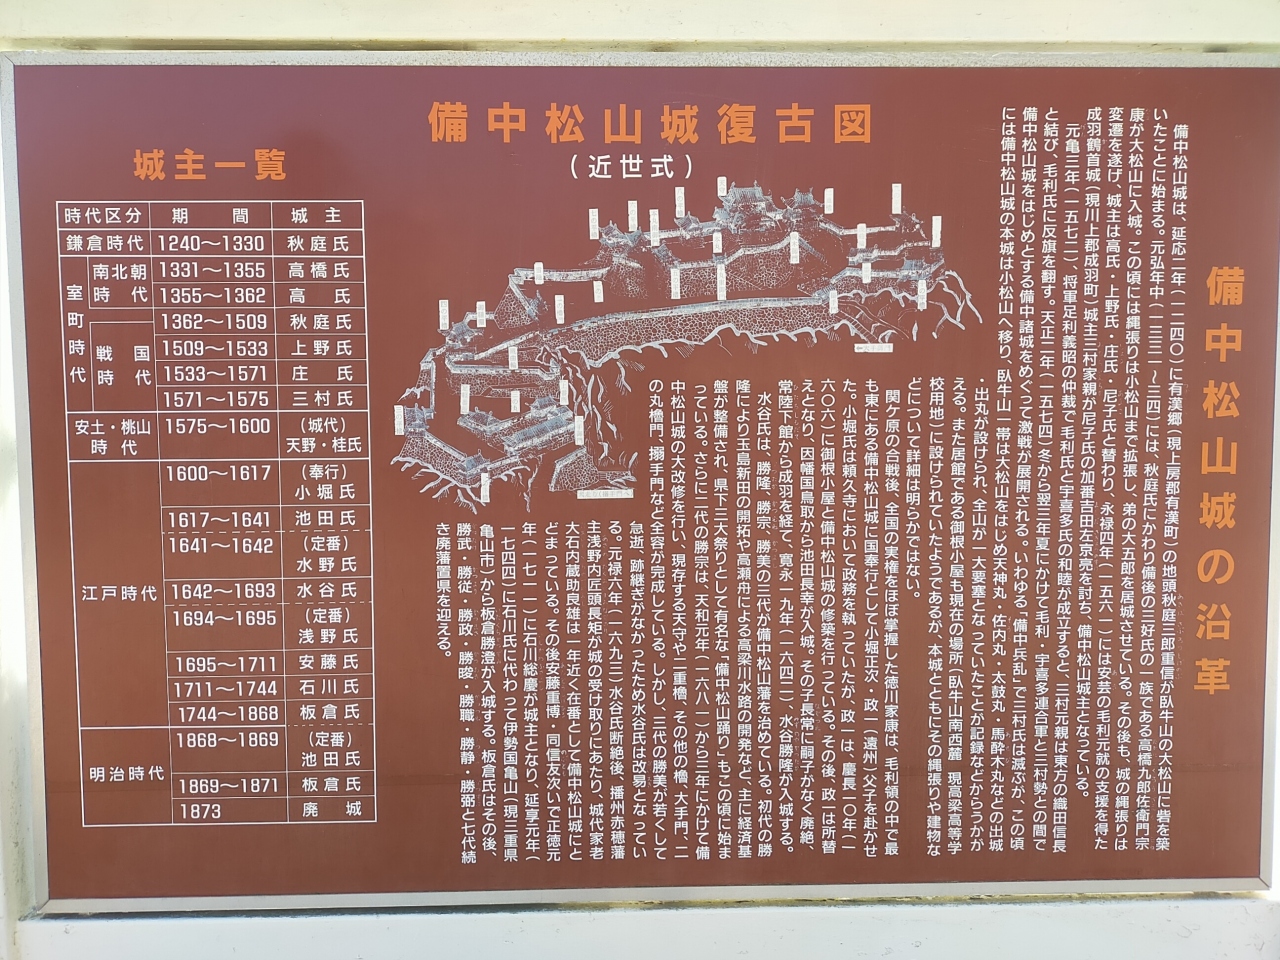 備中松山城の沿革
備中松山城は、延応二年(一二四〇)に有漢郷(現上房郡有漢町)の地頭秋庭三郎重信が臥牛山の大松山に砦を築
いたことに始まる。元弘年中(一三三一～三四)には、秋庭氏にかわり備後の三好氏の一族である高橋九郎佐衛門宗
康が大松山に入城。この頃には縄張りは小松山まで拡張し、弟の大五郎を居城させている。その後も、城の縄張りは
変遷を遂げ、城主は高氏・上野氏・庄氏・尼子氏と替わり、永禄四年(一五六一)には安芸の毛利元就の支援を得た
成羽鶴首城(現川上郡成羽町)城主三村家親が尼子氏の加番吉田左京亮を討ち備中松山城主となっている。
元亀三年(一五七二)、将軍足利義昭の仲裁で毛利氏と宇喜多氏の和睦が成立すると、三村元親は東方の織田信長
と結び、毛利氏に反旗を翻す。天正二年(一五七四)冬から翌三年夏にかけて毛利・宇喜多連合軍と三村勢との間で
備中松山城をはじめとする備中諸城をめぐって激戦が展開される。いわゆる「備中兵乱」で三村氏は滅ぶが、この頃
には備中松山城の本城は小松山へ移り、臥牛山一帯は大松山をはじめ天神丸・佐内丸・太鼓丸・馬酔木丸などの出城
・出丸が設けられ、全山が一大要塞となっていたことが記録などからうかが
える。また居館である御根小屋も現在の場所(臥牛山南西麓 現高梁高等学
校用地)に設けられていたようであるが、本城とともにその縄張りや建物な
どについて詳細は明らかではない。
関ケ原の合戦後、全国の実権をほぼ掌握した徳川家康は、毛利領の中で最
も東にある備中松山城に国奉行として小堀正次・政一(遠州)父子を赴かせ
た。小堀氏は頼久寺において政務を執っていたが、政一は、慶長一〇年(一
六〇六)に御根小屋と備中松山城の修築を行っている。その後、政一は所替
えとなり、因幡国鳥取から池田長幸が入城。その子長常に嗣子がなく廃絶、
常陸下館から成羽を経て、寛永一九年(一六四二)、水谷勝隆が入城する。
水谷氏は、勝隆、勝宗、勝美の三代が備中松山藩を治めている。初代の勝
隆により玉島新田の開拓や高瀬舟による高梁川水路の開発など、主に経済基
盤が整備され、県下三大祭りとして有名な「備中松山踊り」もこの頃に始ま
っている。さらに二代の勝宗は、天和元年(一六八一)から三年にかけて備
中松山城の大改修を行い、現存する天守や二重櫓、その他の櫓、大手門、二
の丸櫓門、搦手門など全容が完成している。しかし、三代の勝美が若くして
急逝、跡継ぎがなかったため水谷氏は改易となってい
る。元禄六年(一六九三)水谷氏断絶後、播州赤穂藩
主浅野内匠頭長矩が城の受け取りにあたり、城代家老
大石内蔵助良雄は一年近く在番として備中松山城にと
どまっている。その後安藤重博・同信友次いで正徳元
年(一七一一)に石川総慶が城主となり、延享元年(
一七四四)に石川氏に代わって伊勢国亀山(現三重県
亀山市)から板倉勝澄が入城する。板倉氏はその後、
勝武・勝従・勝政・勝晙・勝職・勝静・勝弼と七代続
き廃藩置県を迎える。
備中松山城復古図
(近世式)
城主一覧
時代区分 期間 城主
鎌倉時代 1240～1330 秋庭氏
室町時代 南北朝時代 1331～1355 高橋氏
1355～1362 高氏
1362～1509 秋庭氏
戦国時代 1509～1533 上野氏
1533～1571 庄氏
1571～1575 三村氏
安土・桃山時代 1575～1600 (城代)天野・桂氏
江戸時代 1600～1617 (奉行)小堀氏
1617～1641 池田氏
1641～1642 (定番)水野氏
1642～1693 水谷氏
1694～1695 (定番)浅野氏
1695～1711 安藤氏
1711～1744 石川氏
1744～1868 板倉氏
明治時代 1868～1869 (定番)池田氏
1869～1871 板倉氏
1873 廃城